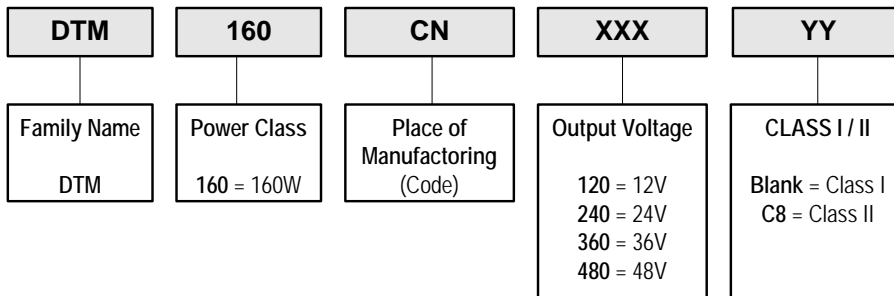 DTM 160 CN XXX YY
Family Name
DTM
Power Class
160 = 160W
Place of
Manufactoring
(Code)
Output Voltage
120 = 12V
240 = 24V
360 = 36V
480 = 48V
CLASS I / II
Blank = Class I
C8 = Class II